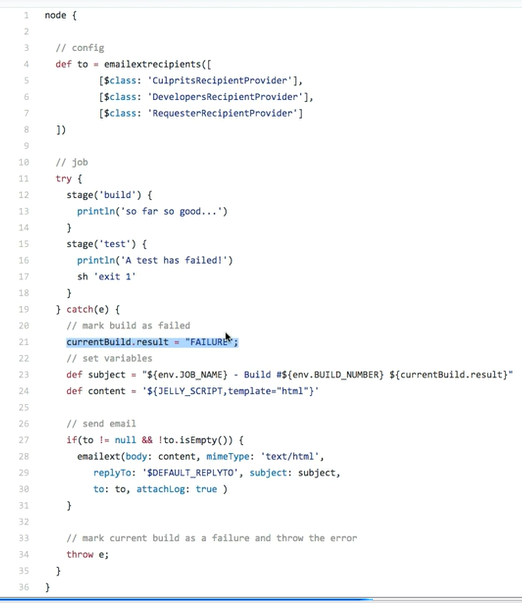 1 node {
2
3 // config
4 def to = emailextrecipients([
5 [$class: 'CulpritsRecipientProvider'],
6 [$class: 'DevelopersRecipientProvider'],
7 [$class: 'RequesterRecipientProvider']
8 ])
9
10 // job
11 try {
12 stage('build') {
13 println('so far so good...')
14 }
15 stage('test') {
16 println('A test has failed!')
17 sh 'exit 1'
18 }
19 } catch(e) {
20 // mark build as failed
21 currentBuild.result = "FAILURE";
22 // set variables
23 def subject = "${env.JOB_NAME} - Build #${env.BUILD_NUMBER} ${currentBuild.result}"
24 def content = '${JELLY_SCRIPT,template="html"}'
25
26 // send email
27 if(to != null && !to.isEmpty()) {
28 emailext(body: content, mimeType: 'text/html',
29 replyTo: '$DEFAULT_REPLYTO', subject: subject,
30 to: to, attachLog: true )
31 }
32
33 // mark current build as a failure and throw the error
34 throw e;
35 }
36 }